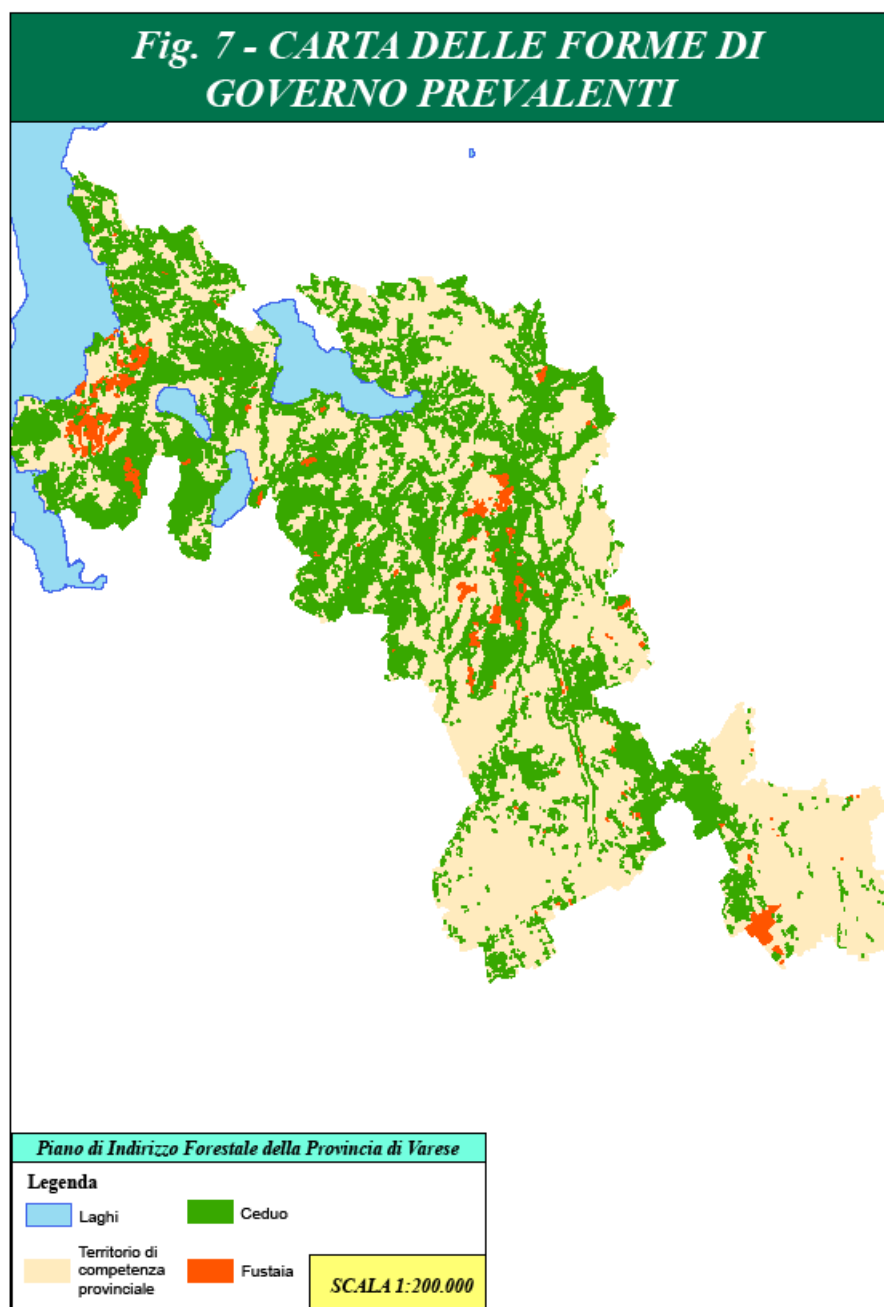 Fig. 7 - CARTA DELLE FORME DI
GOVERNO PREVALENTI
Piano di Indirizzo Forestale della Provincia di Varese
Legenda
Laghi
Ceduo
Territorio di
competenza
provinciale
Fustaia
SCALA 1:200.000